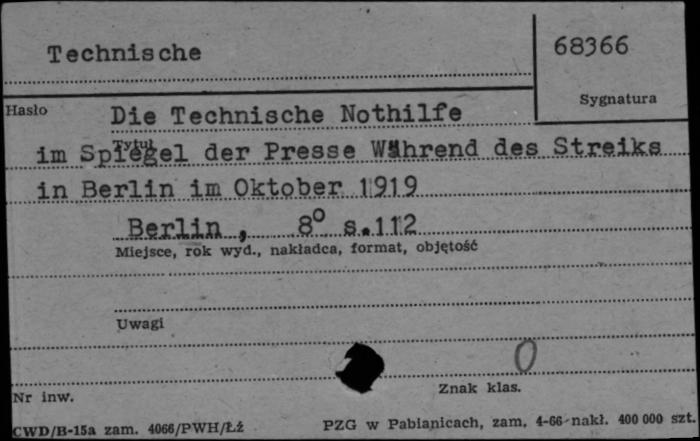 Technische
68366
Hasło
Sygnatura
Die Technische Nothilfe
Tytuł
im Spiegel der Presse Während des Streiks
in Berlin im Oktober 1919
Berlin, 8° s.112
Miejsce, rok wyd., nakładca, format, objętość
Uwagi
0
Nr inw.
Znak klas.
CWD/B-15a zam. 4066/PWH/Łź
PZG w Pabianicach, zam. 4-66 nakł. 400 000 szt.